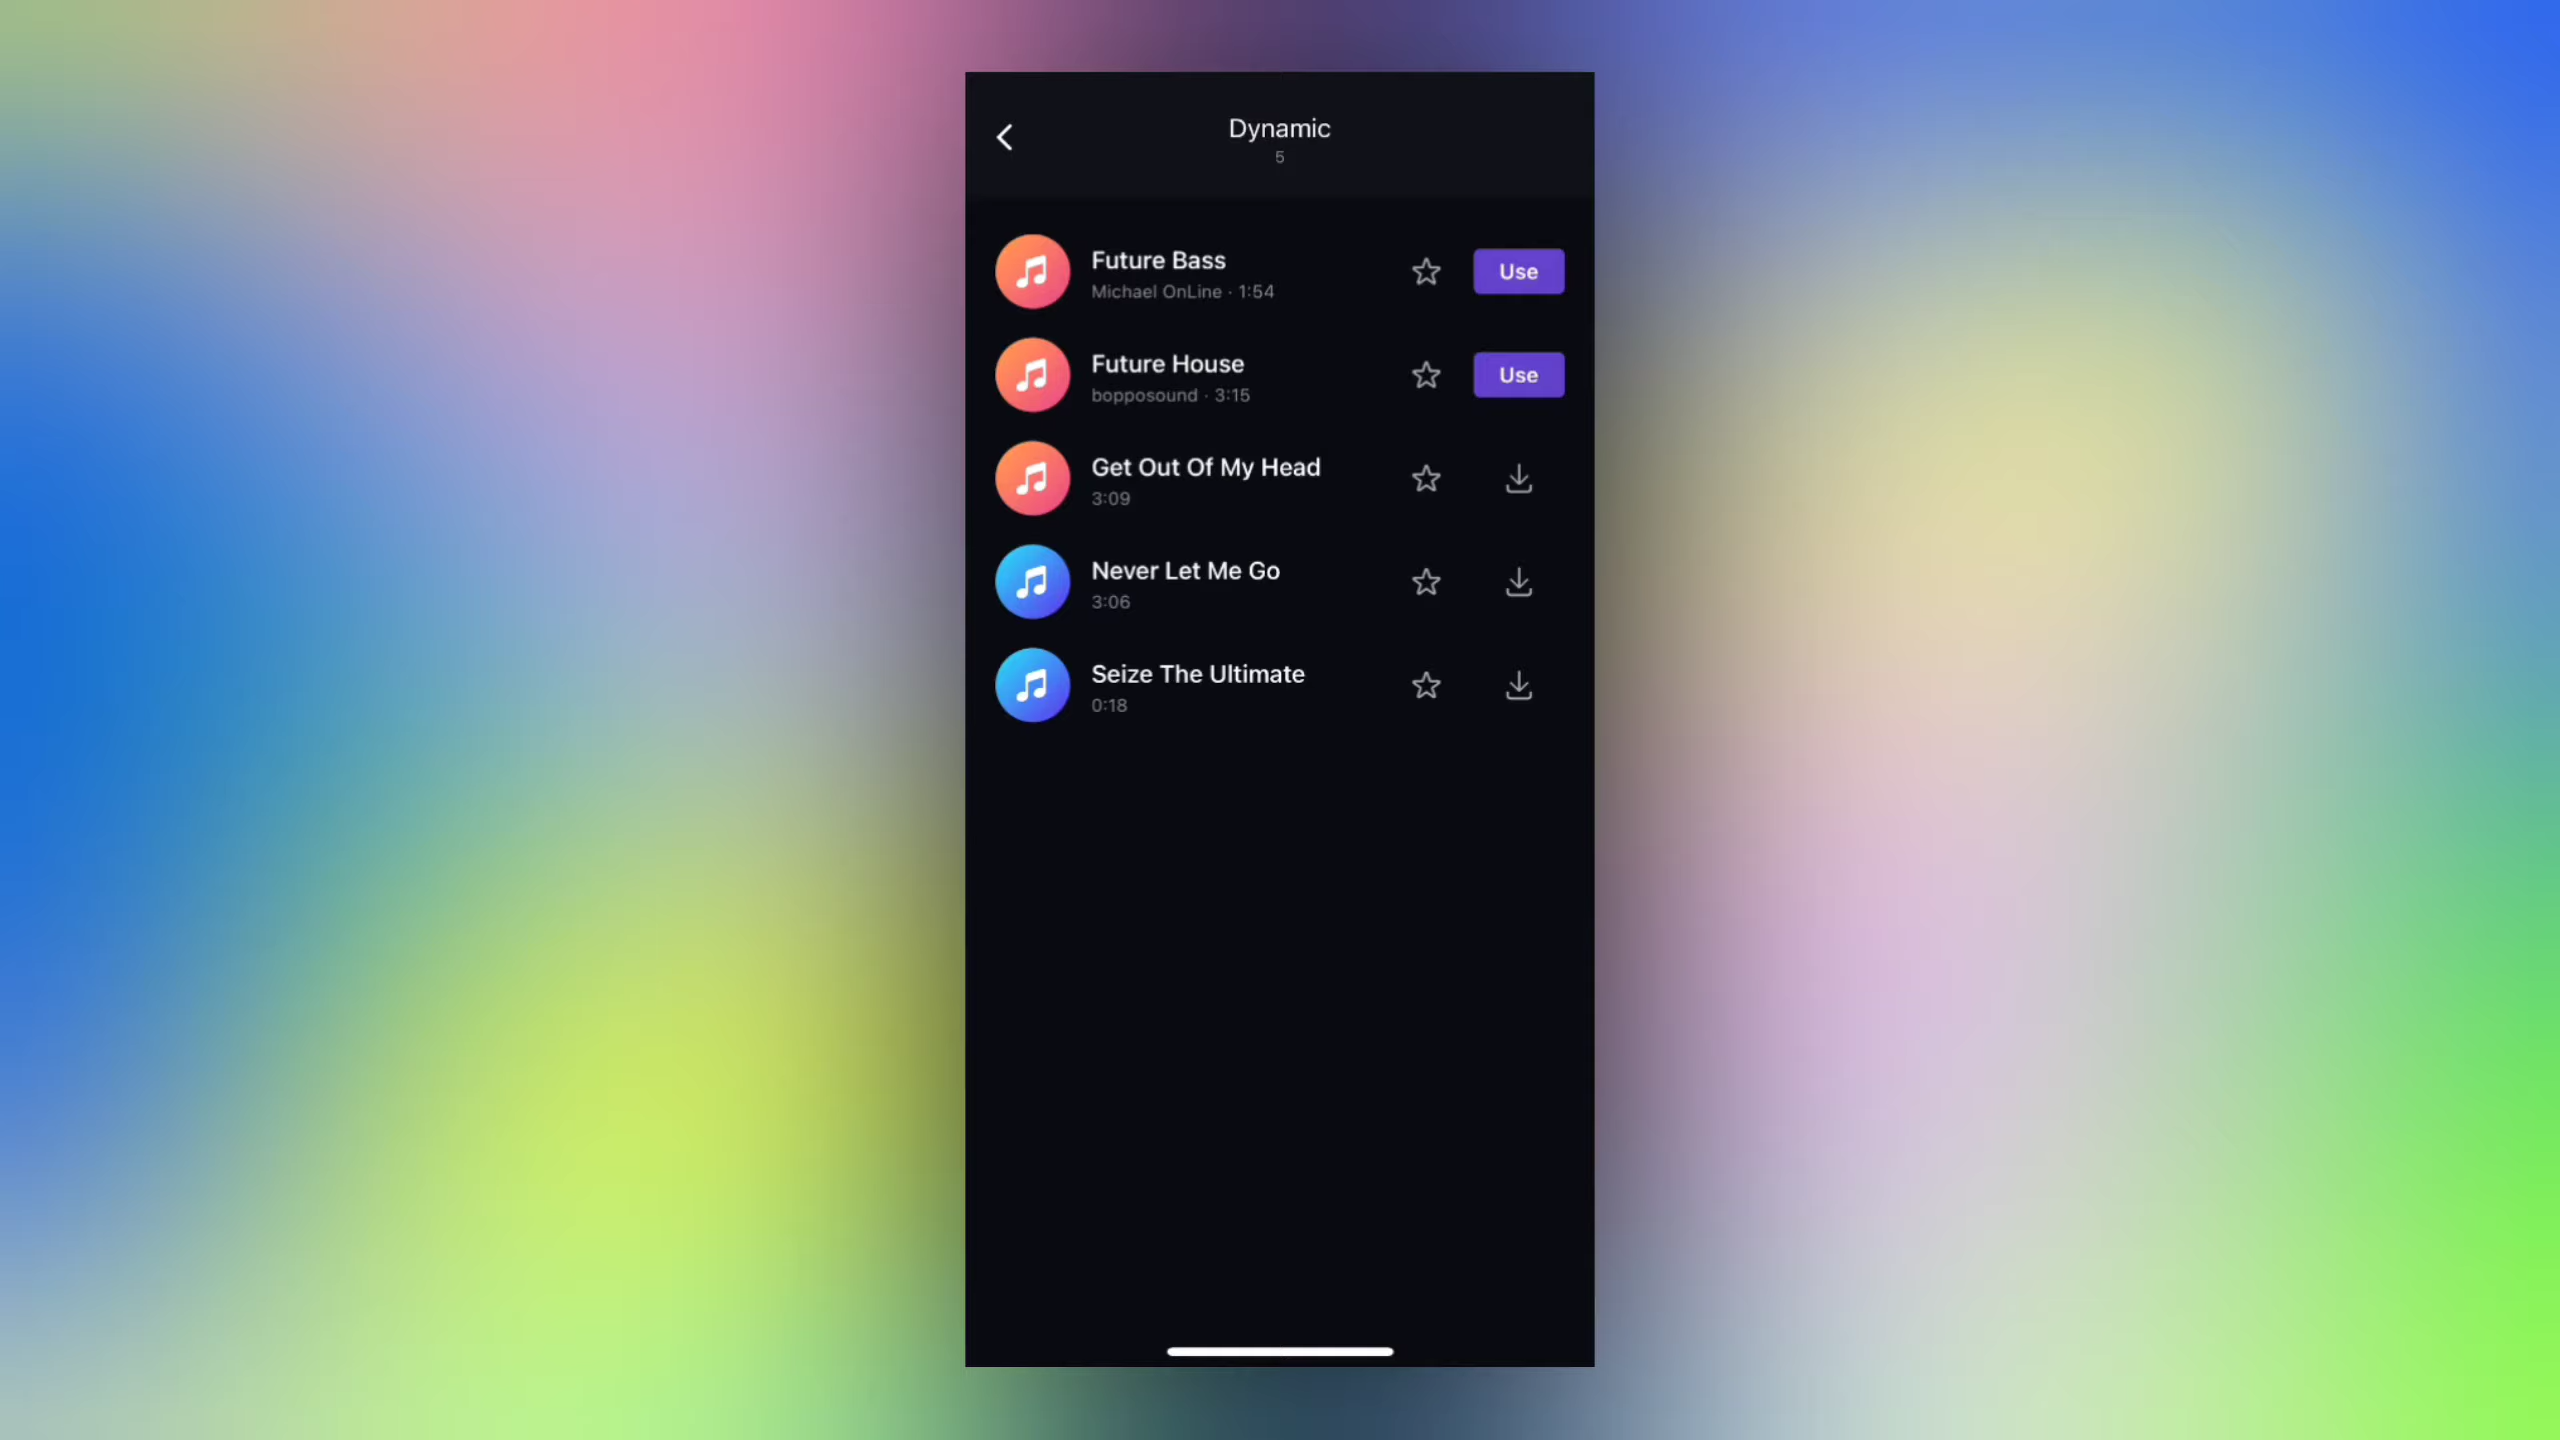 Dynamic
5
Future Bass
Michael OnLine · 1:54
Use
Future House
bopposound · 3:15
Use
Get Out Of My Head
3:09
Never Let Me Go
3:06
Seize The Ultimate
0:18